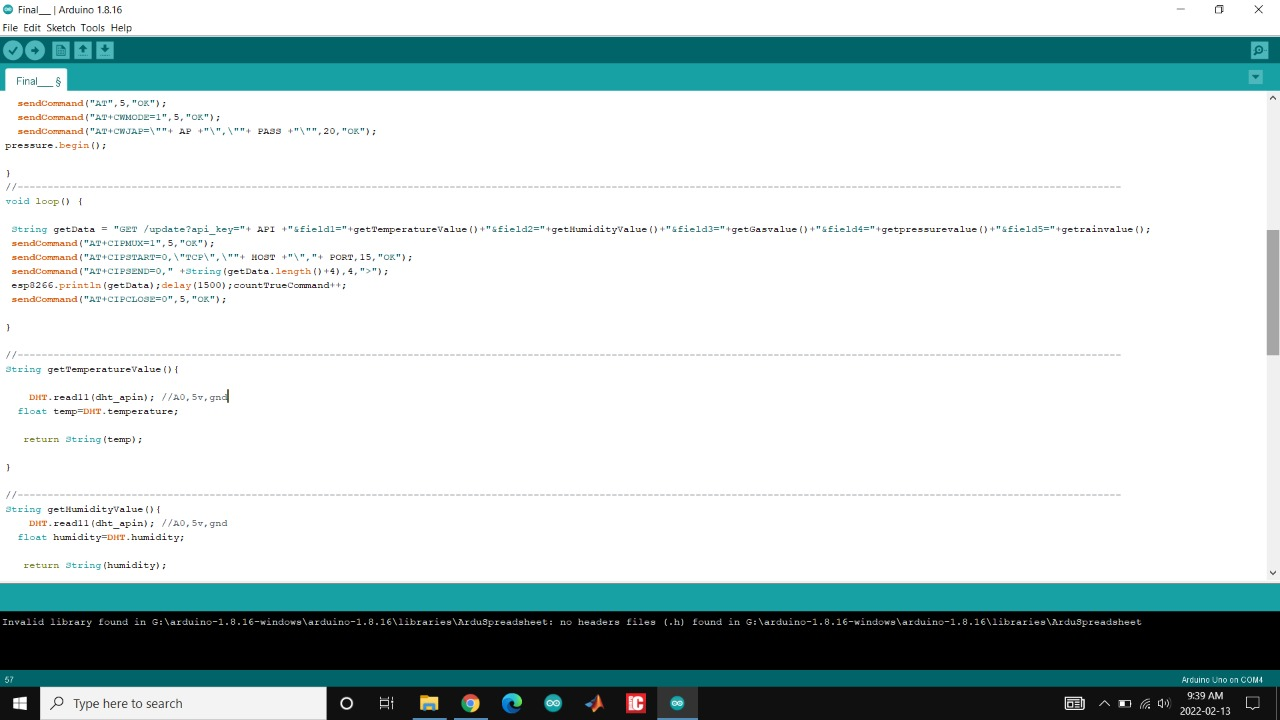 Final___ | Arduino 1.8.16
File Edit Sketch Tools Help
Final___ §
sendCommand("AT",5,"OK");
sendCommand("AT+CWMODE=1",5,"OK");
sendCommand("AT+CWJAP=\""+ AP +"\",\""+ PASS +"\"",20,"OK");
pressure.begin();
}
//----------------------------------------------------------------------------------------------------------------------------------------------------------------------------------------
void loop() {
String getData = "GET /update?api_key="+ API +"&field1="+getTemperatureValue()+"&field2="+getHumidityValue()+"&field3="+getGasvalue()+"&field4="+getpressurevalue()+"&field5="+getrainvalue();
sendCommand("AT+CIPMUX=1",5,"OK");
sendCommand("AT+CIPSTART=0,\"TCP\",\""+ HOST +"\","+ PORT,15,"OK");
sendCommand("AT+CIPSEND=0," +String(getData.length()+4),4,">");
esp8266.println(getData);delay(1500);countTrueCommand++;
sendCommand("AT+CIPCLOSE=0",5,"OK");
}
//----------------------------------------------------------------------------------------------------------------------------------------------------------------------------------------
String getTemperatureValue(){
DHT.read11(dht_apin); //A0,5v,gnd
float temp=DHT.temperature;
return String(temp);
}
//----------------------------------------------------------------------------------------------------------------------------------------------------------------------------------------
String getHumidityValue(){
DHT.read11(dht_apin); //A0,5v,gnd
float humidity=DHT.humidity;
return String(humidity);
Invalid library found in G:\arduino-1.8.16-windows\arduino-1.8.16\libraries\ArduSpreadsheet: no headers files (.h) found in G:\arduino-1.8.16-windows\arduino-1.8.16\libraries\ArduSpreadsheet
57
Arduino Uno on COM4
Type here to search
iC
9:39 AM
2022-02-13